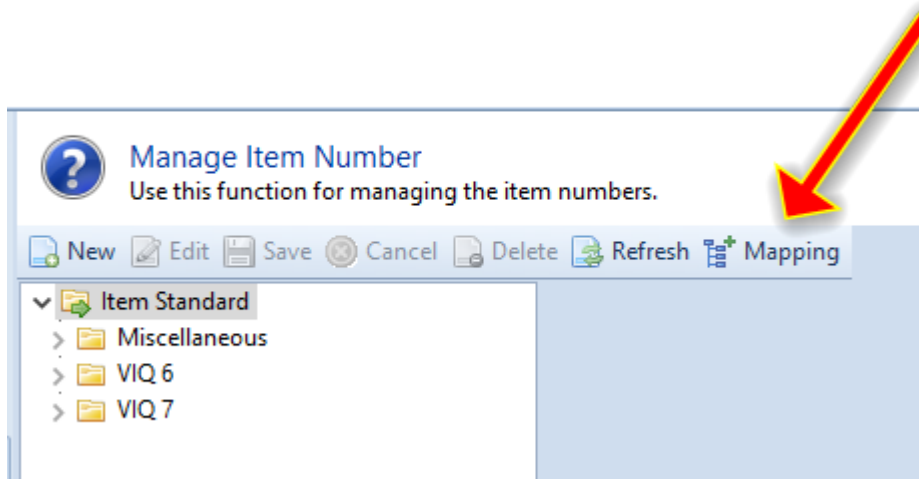 Manage Item Number
Use this function for managing the item numbers.
New Edit Save Cancel Delete Refresh Mapping
Item Standard
Miscellaneous
VIQ 6
VIQ 7